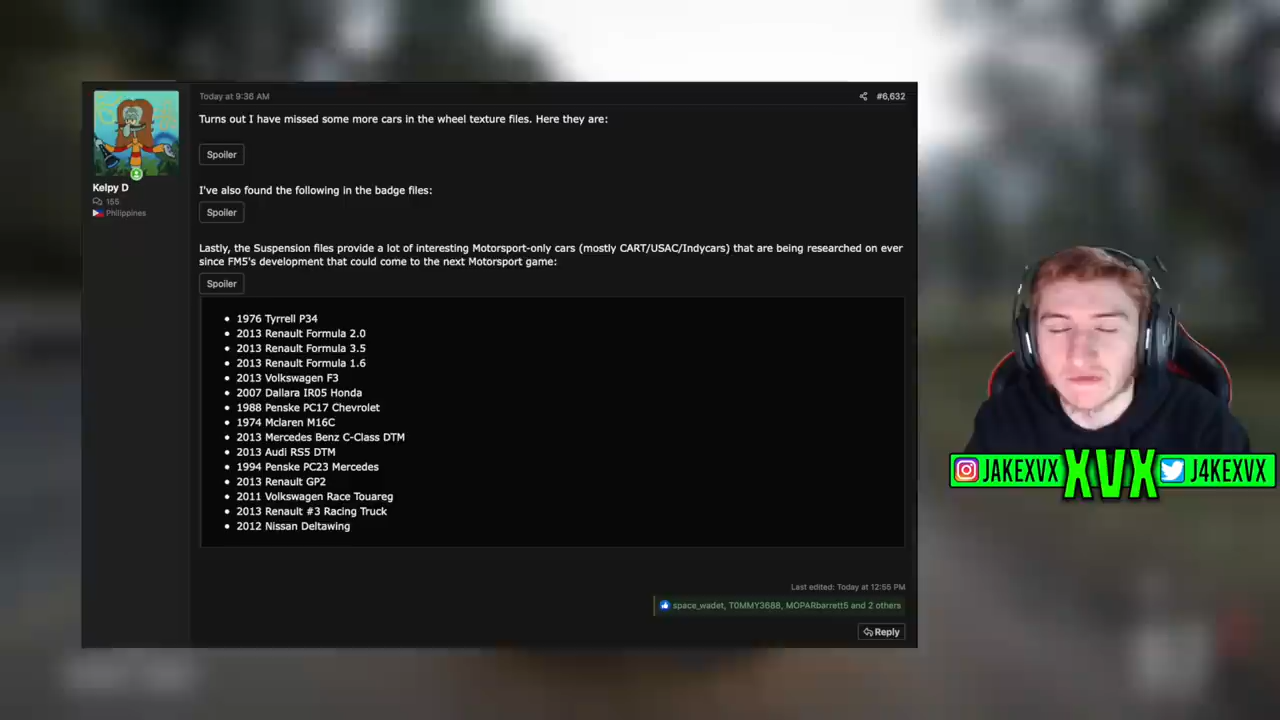 Today at 9:36 AM
#6,632
Turns out I have missed some more cars in the wheel texture files. Here they are:
Spoiler
Kelpy D
155
Philippines
I've also found the following in the badge files:
Spoiler
Lastly, the Suspension files provide a lot of interesting Motorsport-only cars (mostly CART/USAC/Indycars) that are being researched on ever
since FM5's development that could come to the next Motorsport game:
Spoiler
1976 Tyrrell P34
2013 Renault Formula 2.0
2013 Renault Formula 3.5
2013 Renault Formula 1.6
2013 Volkswagen F3
2007 Dallara IR05 Honda
1988 Penske PC17 Chevrolet
1974 Mclaren M16C
2013 Mercedes Benz C-Class DTM
2013 Audi RS5 DTM
1994 Penske PC23 Mercedes
2013 Renault GP2
2011 Volkswagen Race Touareg
2013 Renault #3 Racing Truck
2012 Nissan Deltawing
Last edited: Today at 12:55 PM
space_wadet, T0MMY3688, MOPARbarrett5 and 2 others
Reply
JAKEXVX XVX J4KEXVX